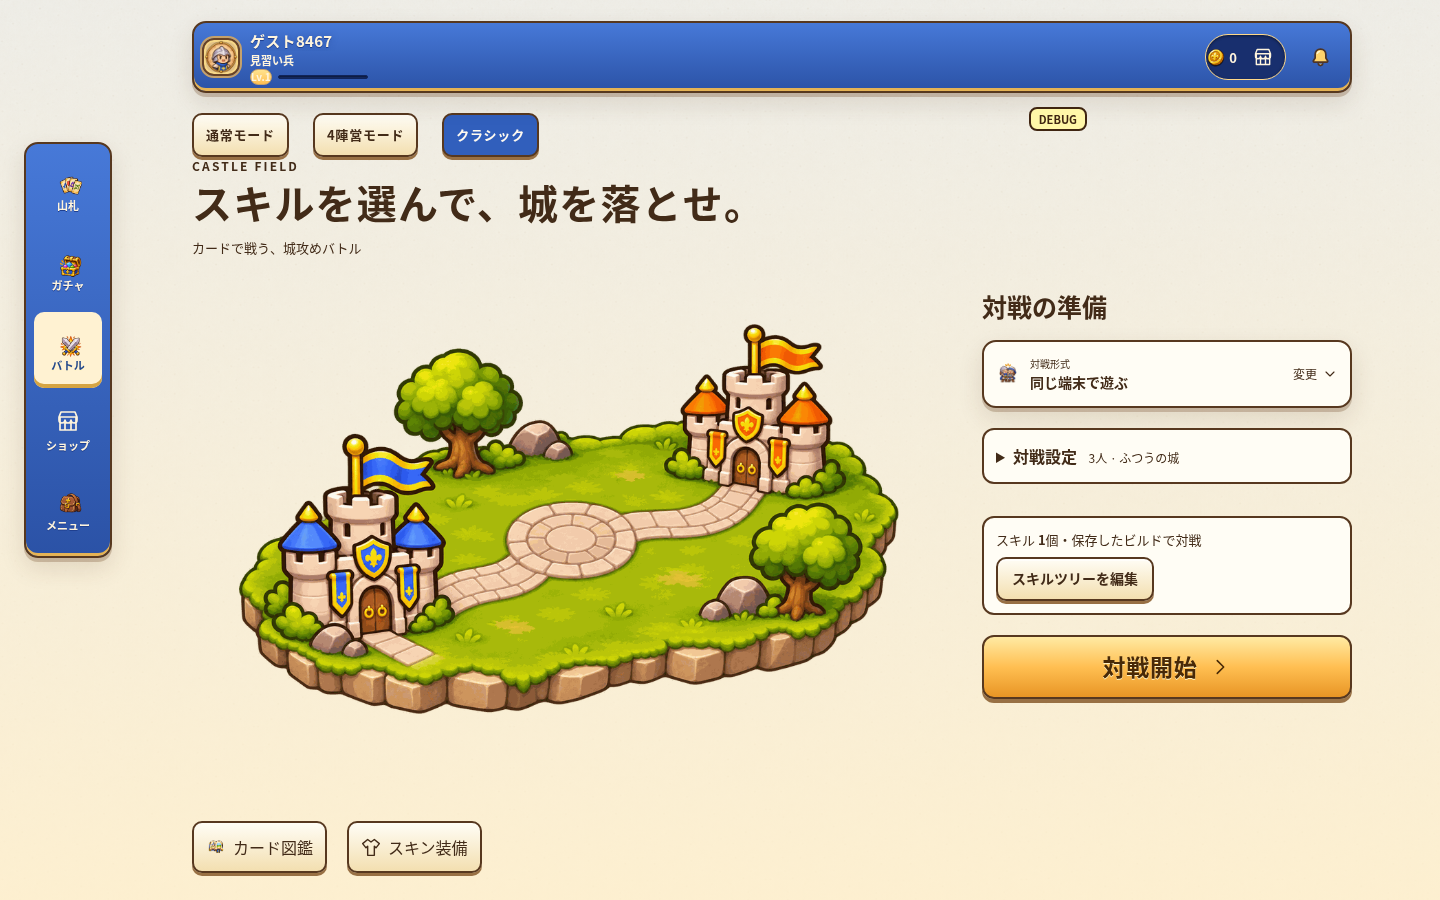 ゲスト8467
見習い兵
Lv.1
0
通常モード
4陣営モード
クラシック
DEBUG
CASTLE FIELD
スキルを選んで、城を落とせ。
カードで戦う、城攻めバトル
山札
ガチャ
バトル
ショップ
メニュー
対戦の準備
対戦形式
同じ端末で遊ぶ
変更
対戦設定 3人 · ふつうの城
スキル 1個・保存したビルドで対戦
スキルツリーを編集
対戦開始
カード図鑑
スキン装備